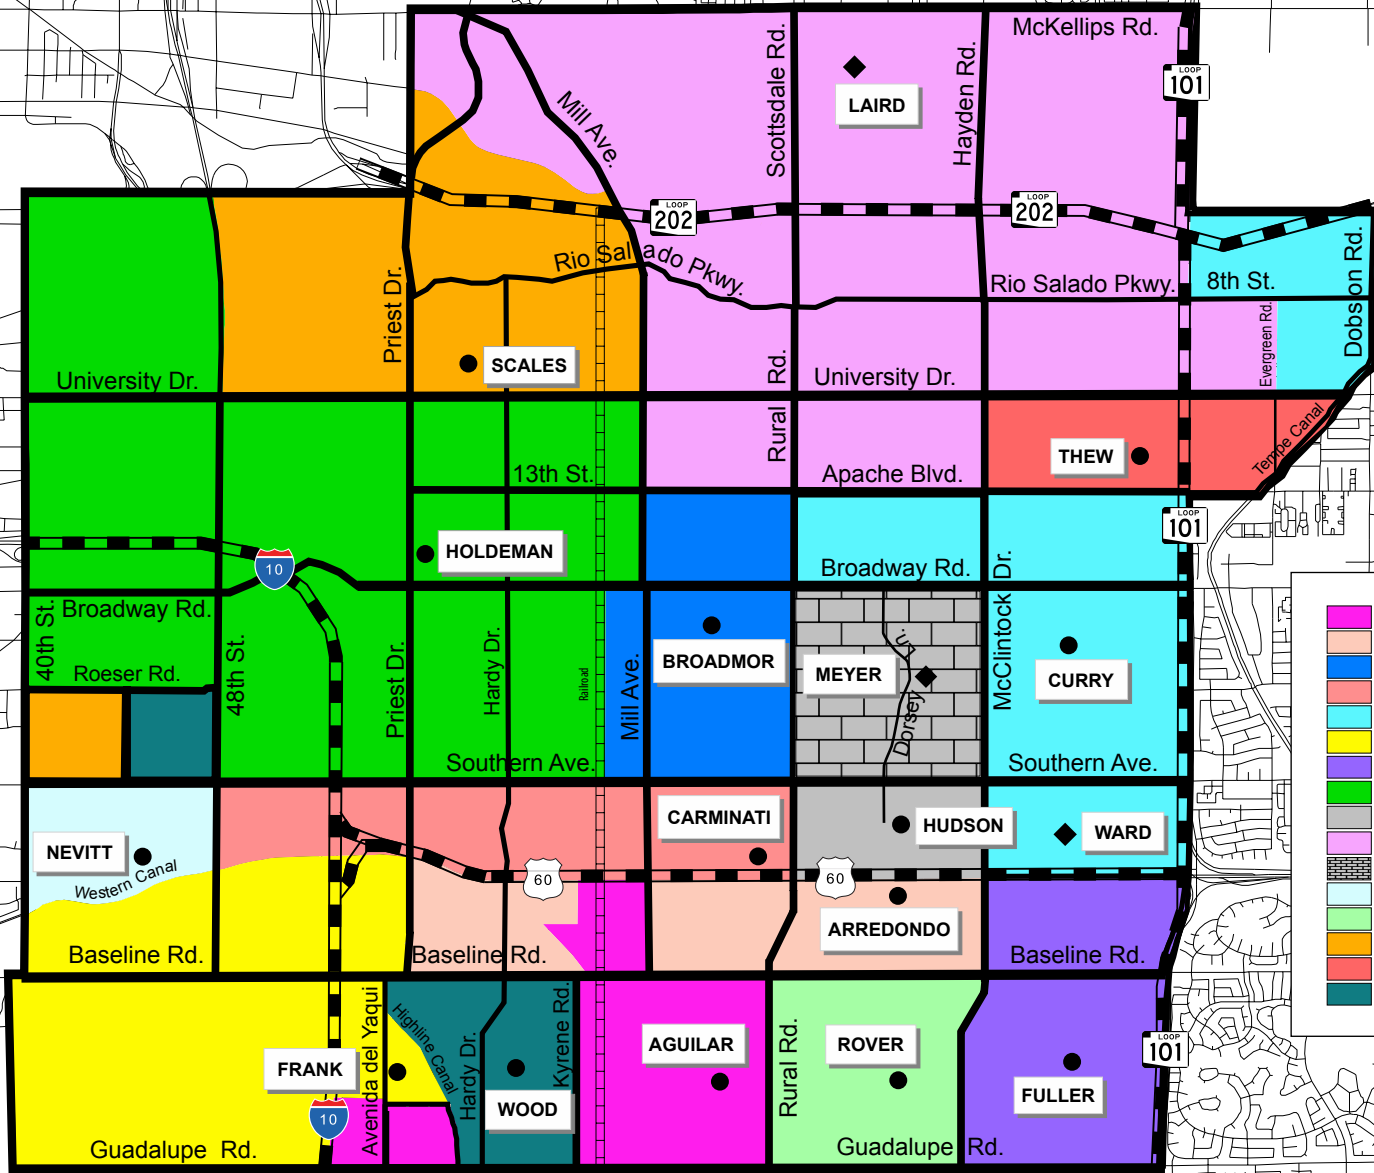 McKellips Rd.
Scottsdale Rd.
Hayden Rd.
LOOP
101
LAIRD
Mill Ave.
LOOP
202
LOOP
202
Rio Salado Pkwy.
Rio Salado Pkwy.
8th St.
Dobson Rd.
Priest Dr.
Evergreen Rd.
SCALES
University Dr.
Rd.
University Dr.
Rural
THEW
Tempe Canal
13th St.
Apache Blvd.
LOOP
101
HOLDEMAN
10
Broadway Rd.
McClintock Dr.
Broadway Rd.
40th St.
48th St.
Roeser Rd.
Priest Dr.
Hardy Dr.
Railroad
Mill Ave.
BROADMOR
MEYER
Dorsey Ln.
CURRY
Southern Ave.
Southern Ave.
CARMINATI
HUDSON
WARD
NEVITT
Western Canal
60
60
ARREDONDO
Baseline Rd.
Baseline Rd.
Baseline Rd.
Avenida del Yaqui
Highline Canal
Hardy Dr.
Kyrene Rd.
Rural Rd.
FRANK
AGUILAR
ROVER
LOOP
101
FULLER
WOOD
10
Guadalupe Rd.
Guadalupe Rd.